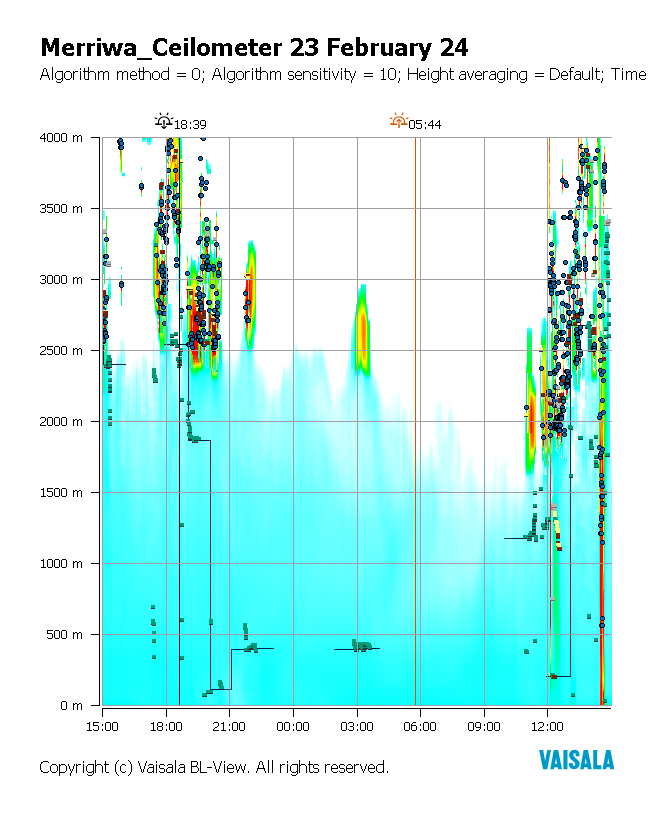 Merriwa_Ceilometer 23 February 24
Algorithm method = 0; Algorithm sensitivity = 10; Height averaging = Default; Time
18:39 05:44
4000 m
3500 m
3000 m
2500 m
2000 m
1500 m
1000 m
500 m
0 m
15:00 18:00 21:00 00:00 03:00 06:00 09:00 12:00
VAISALA
Copyright (c) Vaisala BL-View. All rights reserved.